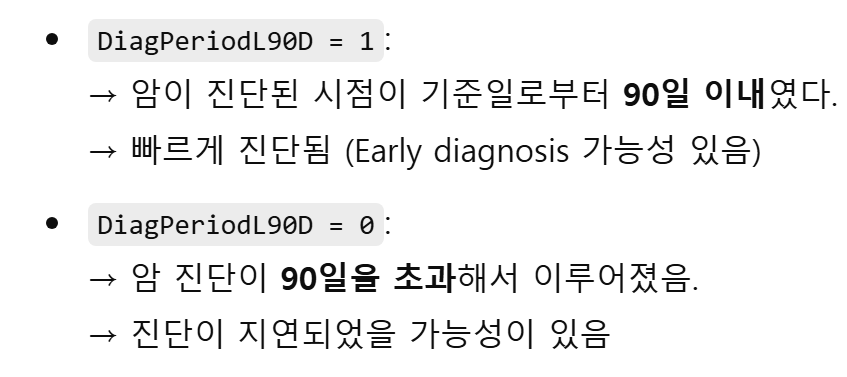 • DiagPeriodL90D = 1:
→ 암이 진단된 시점이 기준일로부터 90일 이내였다.
→ 빠르게 진단됨 (Early diagnosis 가능성 있음)
• DiagPeriodL90D = 0:
→ 암 진단이 90일을 초과해서 이루어졌음.
→ 진단이 지연되었을 가능성이 있음